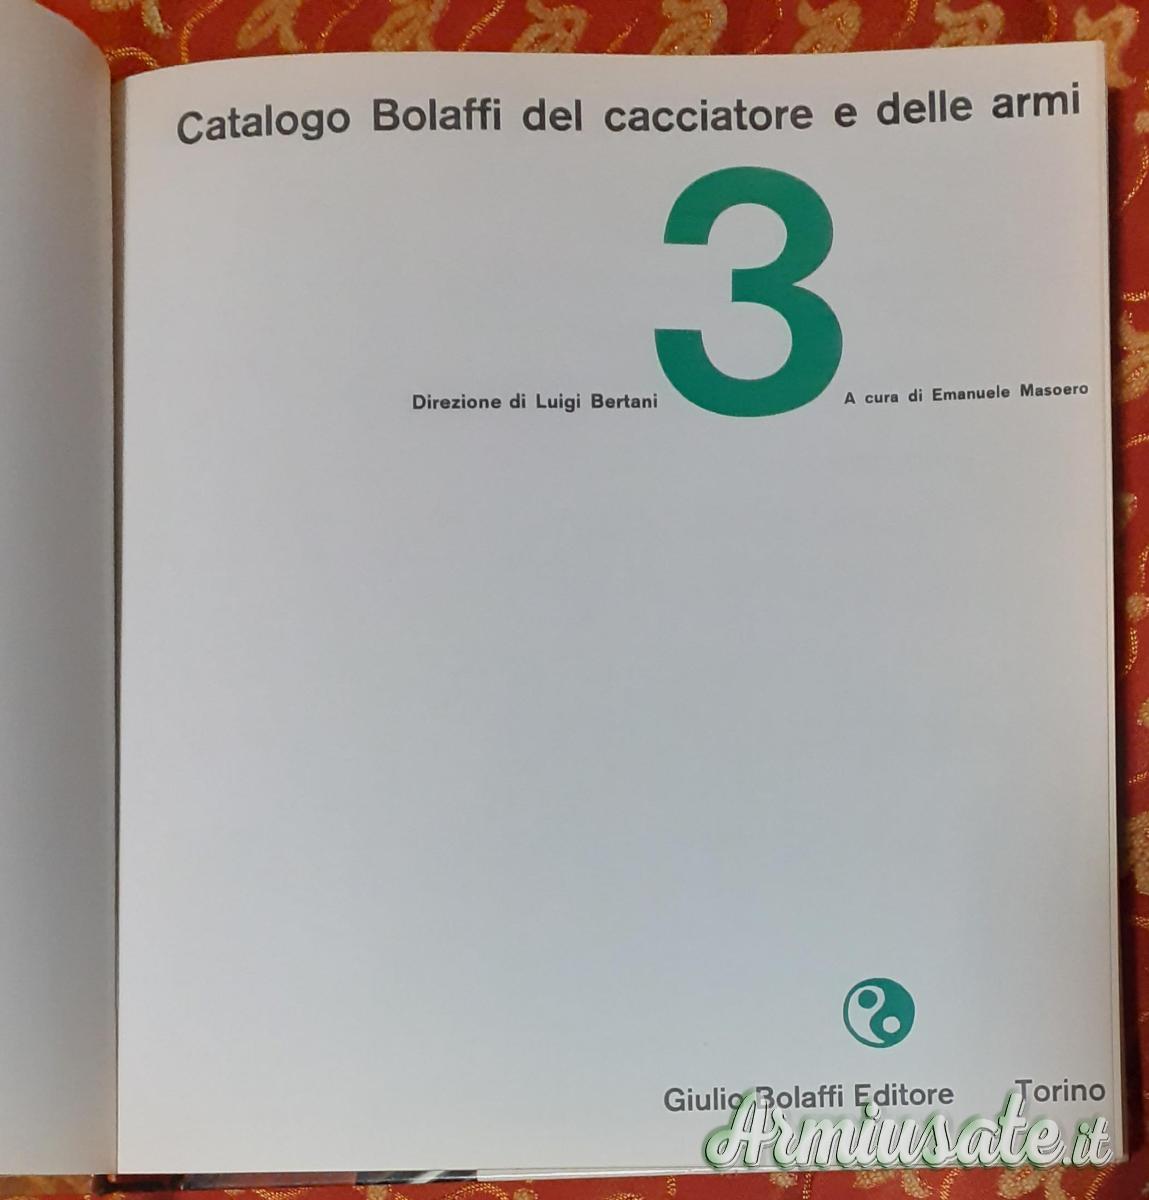 Catalogo Bolaffi del cacciatore e delle armi
3
Direzione di Luigi Bertani
A cura di Emanuele Masoero
Giulio Bolaffi Editore Torino
Armiusate.it